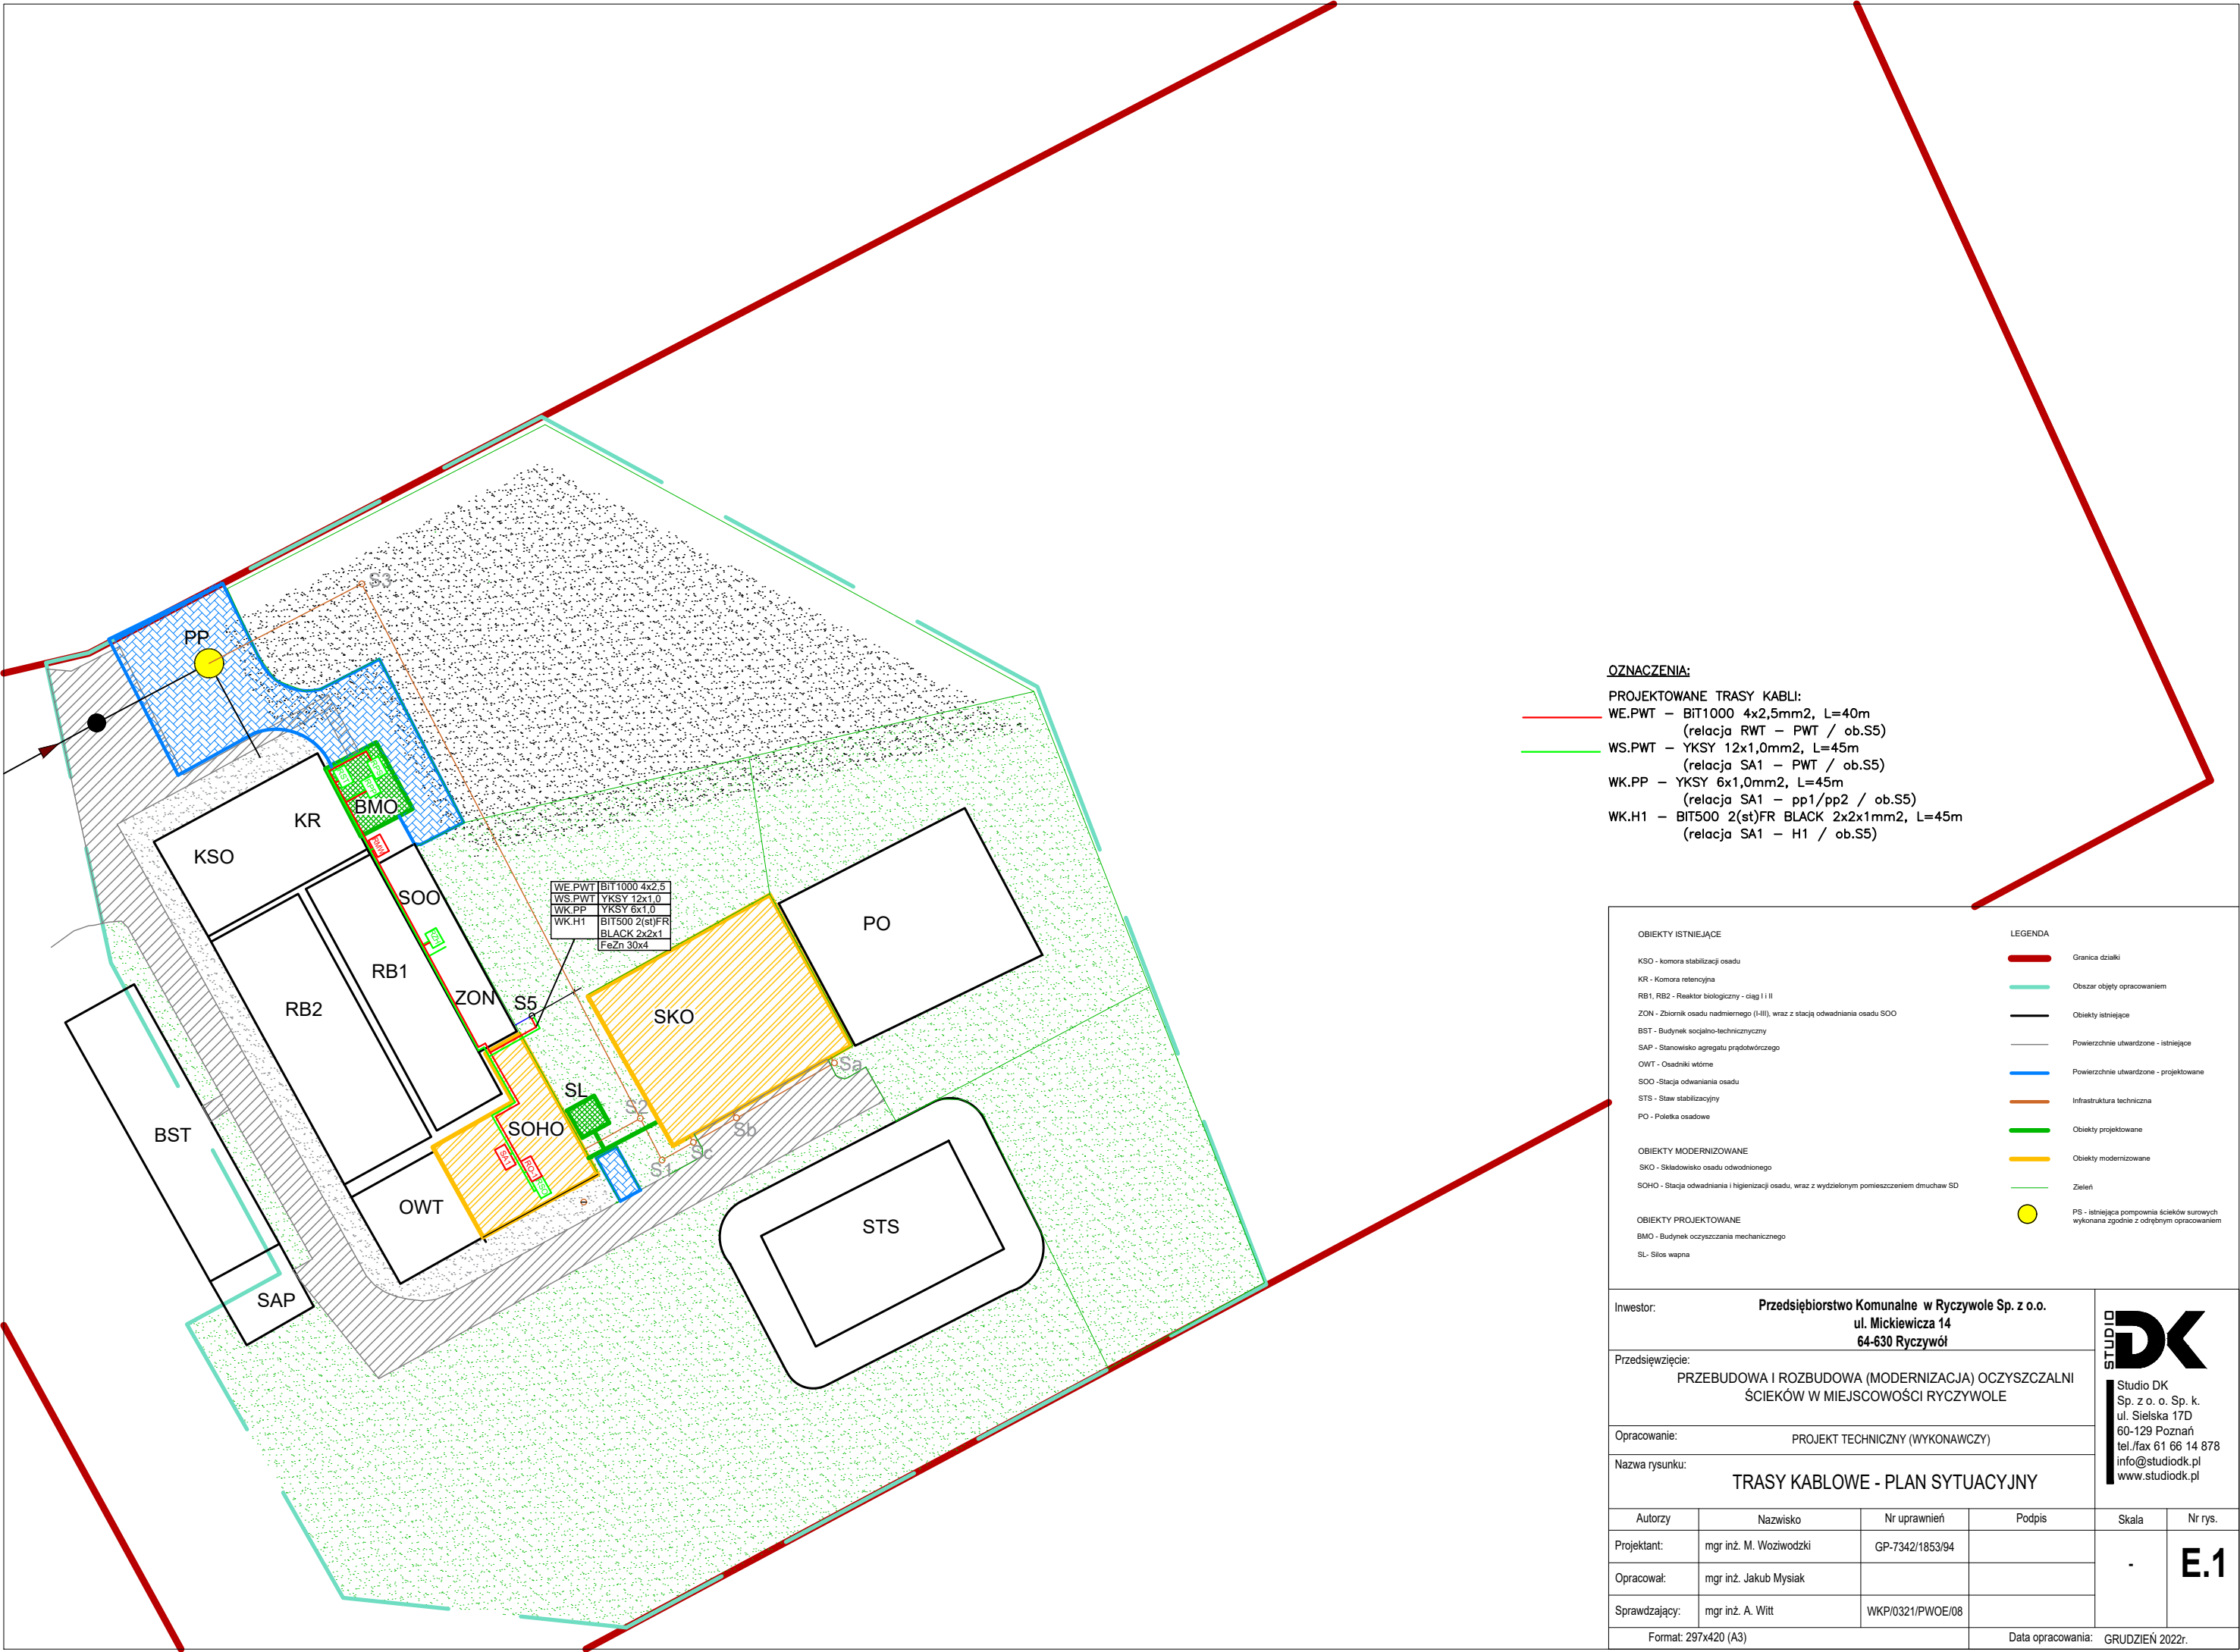 S3
PP
BMO
KR
KSO
SOO
WE.PWT BiT1000 4x2,5
WS.PWT YKSY 12x1,0
WK.PP YKSY 6x1,0
WK.H1 BIT500 2(st)FR
BLACK 2x2x1
FeZn 30x4
PO
RB1
RB2
ZON
S5
SKO
Sa
SL
S2
Sb
SOHO
BST
Sc
S1
OWT
STS
SAP
OZNACZENIA:
PROJEKTOWANE TRASY KABLI:
WE.PWT – BiT1000 4x2,5mm2, L=40m
(relacja RWT – PWT / ob.S5)
WS.PWT – YKSY 12x1,0mm2, L=45m
(relacja SA1 – PWT / ob.S5)
WK.PP – YKSY 6x1,0mm2, L=45m
(relacja SA1 – pp1/pp2 / ob.S5)
WK.H1 – BIT500 2(st)FR BLACK 2x2x1mm2, L=45m
(relacja SA1 – H1 / ob.S5)
OBIEKTY ISTNIEJĄCE
KSO - komora stabilizacji osadu
KR - Komora retencyjna
RB1, RB2 - Reaktor biologiczny - ciąg I i II
ZON - Zbiornik osadu nadmiernego (I-III), wraz z stacją odwadniania osadu SOO
BST - Budynek socjalno-technicznyczny
SAP - Stanowisko agregatu prądotwórczego
OWT - Osadniki wtórne
SOO -Stacja odwaniania osadu
STS - Staw stabilizacyjny
PO - Poletka osadowe
OBIEKTY MODERNIZOWANE
SKO - Składowisko osadu odwodnionego
SOHO - Stacja odwadniania i higienizacji osadu, wraz z wydzielonym pomieszczeniem dmuchaw SD
OBIEKTY PROJEKTOWANE
BMO - Budynek oczyszczania mechanicznego
SL- Silos wapna
LEGENDA
Granica działki
Obszar objęty opracowaniem
Obiekty istniejące
Powierzchnie utwardzone - istniejące
Powierzchnie utwardzone - projektowane
Infrastruktura techniczna
Obiekty projektowane
Obiekty modernizowane
Zieleń
PS - istniejąca pompownia ścieków surowych
wykonana zgodnie z odrębnym opracowaniem
Inwestor:
Przedsiębiorstwo Komunalne w Ryczywole Sp. z o.o.
ul. Mickiewicza 14
64-630 Ryczywół
Przedsięwzięcie:
PRZEBUDOWA I ROZBUDOWA (MODERNIZACJA) OCZYSZCZALNI
ŚCIEKÓW W MIEJSCOWOŚCI RYCZYWOLE
Opracowanie:
PROJEKT TECHNICZNY (WYKONAWCZY)
Nazwa rysunku:
TRASY KABLOWE - PLAN SYTUACYJNY
STUDIO DK
Studio DK
Sp. z o. o. Sp. k.
ul. Sielska 17D
60-129 Poznań
tel./fax 61 66 14 878
info@studiodk.pl
www.studiodk.pl
Autorzy Nazwisko Nr uprawnień Podpis Skala Nr rys.
Projektant: mgr inż. M. Woziwodzki GP-7342/1853/94
Opracował: mgr inż. Jakub Mysiak
Sprawdzający: mgr inż. A. Witt WKP/0321/PWOE/08
- E.1
Format: 297x420 (A3) Data opracowania: GRUDZIEŃ 2022r.